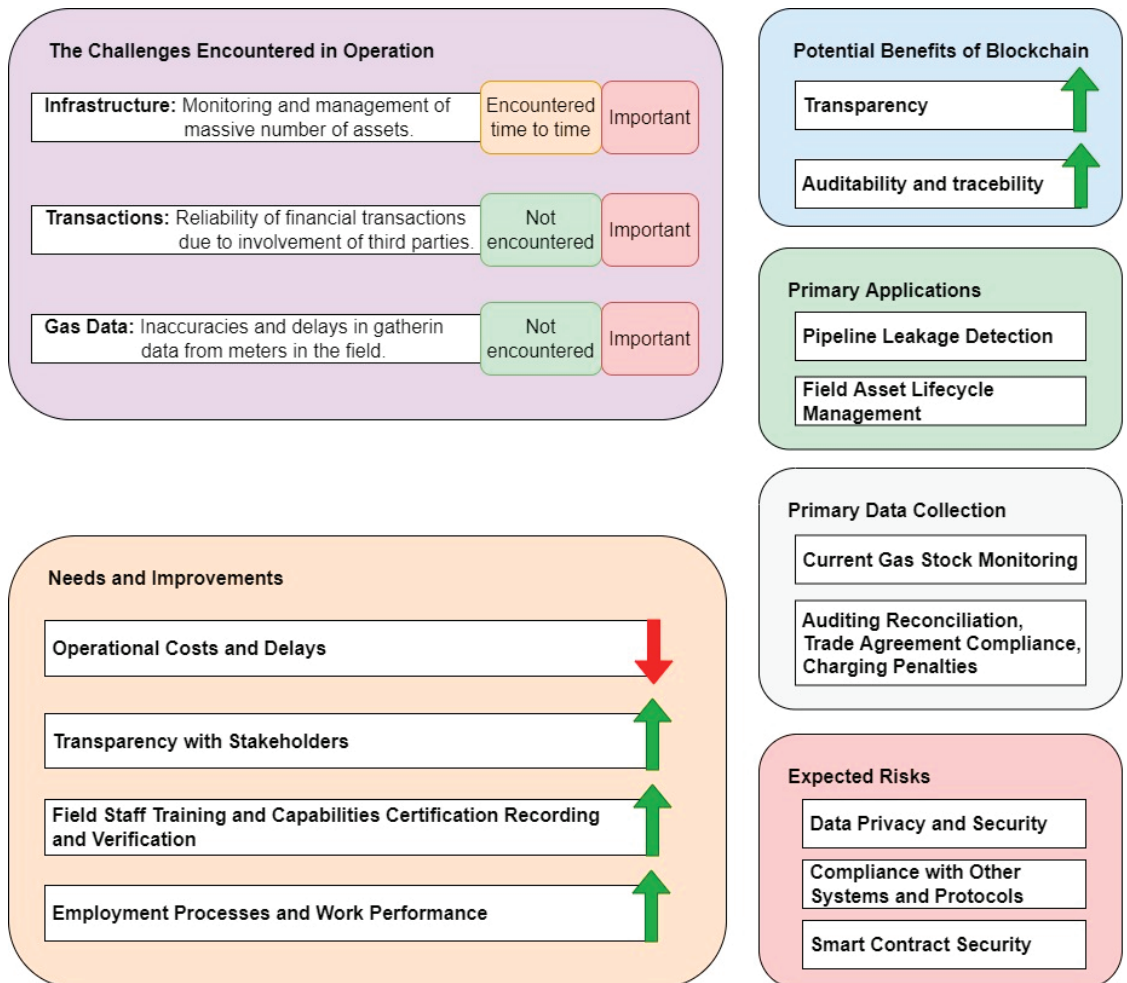 The Challenges Encountered in Operation
Infrastructure: Monitoring and management of
massive number of assets.
Encountered
time to time
Important
Transactions: Reliability of financial transactions
due to involvement of third parties.
Not
encountered
Important
Gas Data: Inaccuracies and delays in gatherin
data from meters in the field.
Not
encountered
Important
Needs and Improvements
Operational Costs and Delays
Transparency with Stakeholders
Field Staff Training and Capabilities Certification Recording
and Verification
Employment Processes and Work Performance
Potential Benefits of Blockchain
Transparency
Auditability and tracebility
Primary Applications
Pipeline Leakage Detection
Field Asset Lifecycle
Management
Primary Data Collection
Current Gas Stock Monitoring
Auditing Reconciliation,
Trade Agreement Compliance,
Charging Penalties
Expected Risks
Data Privacy and Security
Compliance with Other
Systems and Protocols
Smart Contract Security